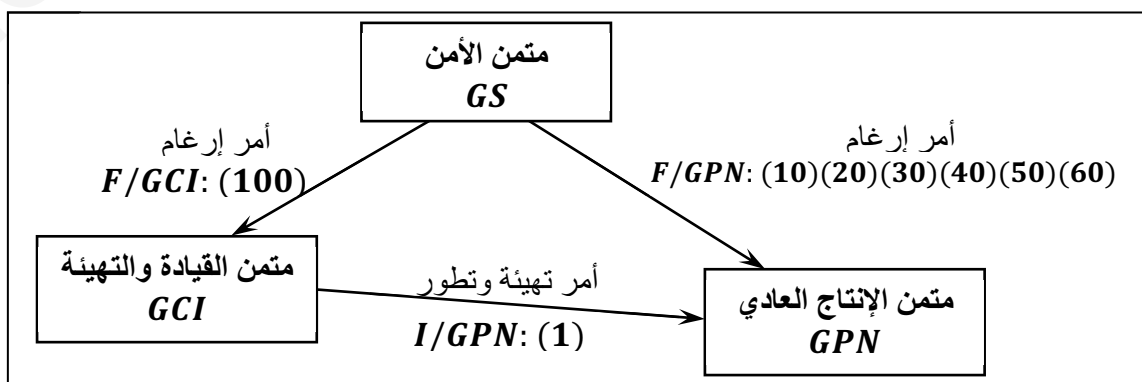 متمن الأمن
GS
أمر إرغام
F/GCI: (100)
أمر إرغام
F/GPN: (10)(20)(30)(40)(50)(60)
متمن القيادة والتهيئة
GCI
أمر تهيئة وتطور
I/GPN: (1)
متمن الإنتاج العادي
GPN